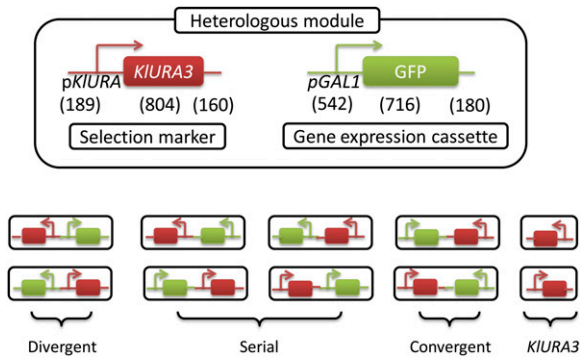 Heterologous module
KlURA3
GFP
pKlURA
pGAL1
(189) (804) (160)
(542) (716) (180)
Selection marker
Gene expression cassette
Divergent
Serial
Convergent
KlURA3